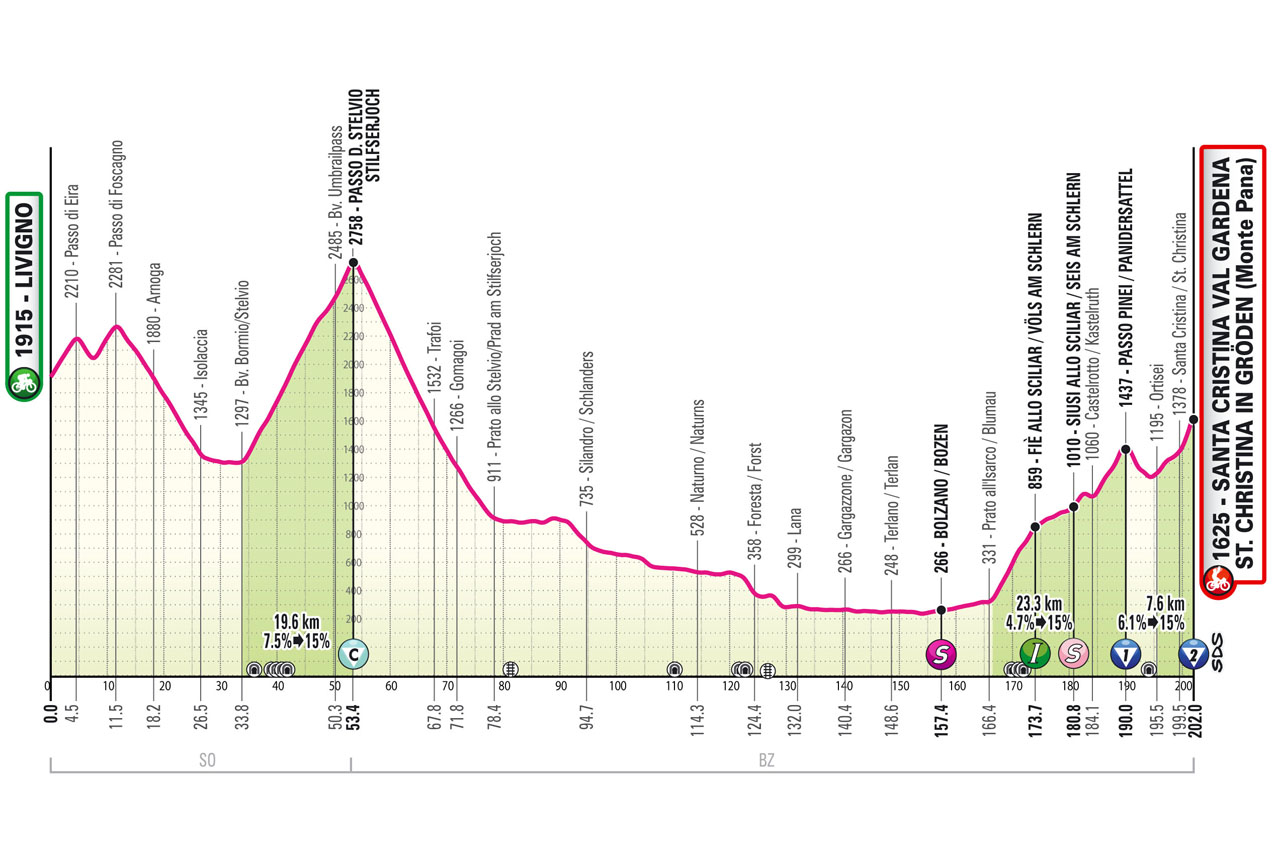 1915 - LIVIGNO
2210 - Passo di Eira
2281 - Passo di Foscagno
1880 - Arnoga
1345 - Isolaccia
1297 - Bv. Bormio/Stelvio
2485 - Bv. Umbrailpass
2758 - PASSO D. STELVIO
STILFSERJOCH
1532 - Trafoi
1266 - Gomagoi
911 - Prato allo Stelvio/Prad am Stilfserjoch
735 - Silandro / Schlanders
528 - Naturno / Naturns
358 - Foresta / Forst
299 - Lana
266 - Gargazzone / Gargazon
248 - Terlano / Terlan
266 - BOLZANO / BOZEN
331 - Prato all'Isarco / Blumau
859 - FIÈ ALLO SCILIAR / VÖLS AM SCHLERN
1010 - SIUSI ALLO SCILIAR / SEIS AM SCHLERN
1060 - Castelrotto / Kastelruth
1437 - PASSO PINEI / PANIDERSATTEL
1195 - Ortisei
1378 - Santa Cristina / St. Christina
1625 - SANTA CRISTINA VAL GARDENA
ST. CHRISTINA IN GRÖDEN (Monte Pana)
2600
2400
2200
2000
1800
1600
1400
1200
1000
800
600
400
200
19.6 km
7.5% 15%
C
S
23.3 km
4.7% 15%
I
S
1
7.6 km
6.1% 15%
2
SDS
0 10 20 30 40 50 60 70 80 90 100 110 120 130 140 150 160 170 180 190 200
0.0 4.5 11.5 18.2 26.5 33.8 50.3 53.4 67.8 71.8 78.4 94.7 114.3 124.4 132.0 140.4 148.6 157.4 166.4 173.7 180.8 184.1 190.0 195.5 199.5 202.0
SO BZ